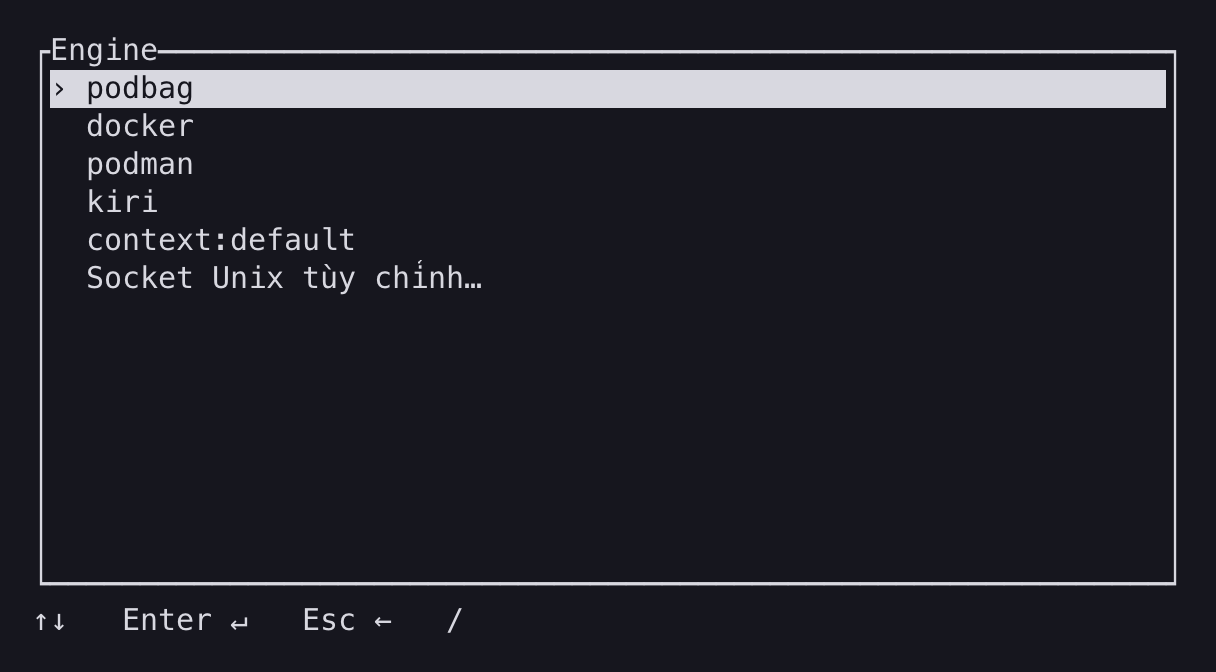 Engine
› podbag
docker
podman
kiri
context:default
Socket Unix tùy chỉnh…
↑↓ Enter ↵ Esc ← /